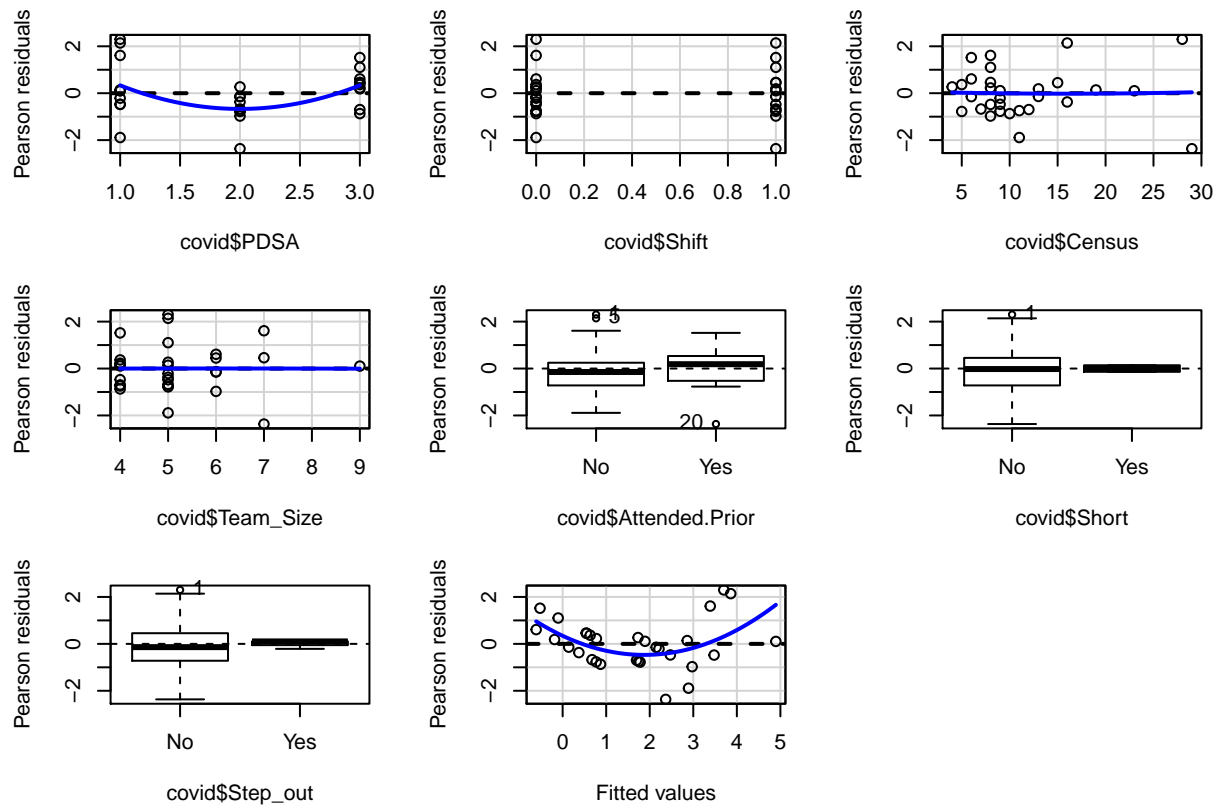 Pearson residuals
2
0
−2
1.0 1.5 2.0 2.5 3.0
covid$PDSA
Pearson residuals
2
0
−2
0.0 0.2 0.4 0.6 0.8 1.0
covid$Shift
Pearson residuals
2
0
−2
5 10 15 20 25 30
covid$Census
Pearson residuals
2
0
−2
4 5 6 7 8 9
covid$Team_Size
Pearson residuals
2
0
−2
20
No Yes
covid$Attended.Prior
Pearson residuals
2
0
−2
1
No Yes
covid$Short
Pearson residuals
2
0
−2
1
No Yes
covid$Step_out
Pearson residuals
2
0
−2
0 1 2 3 4 5
Fitted values